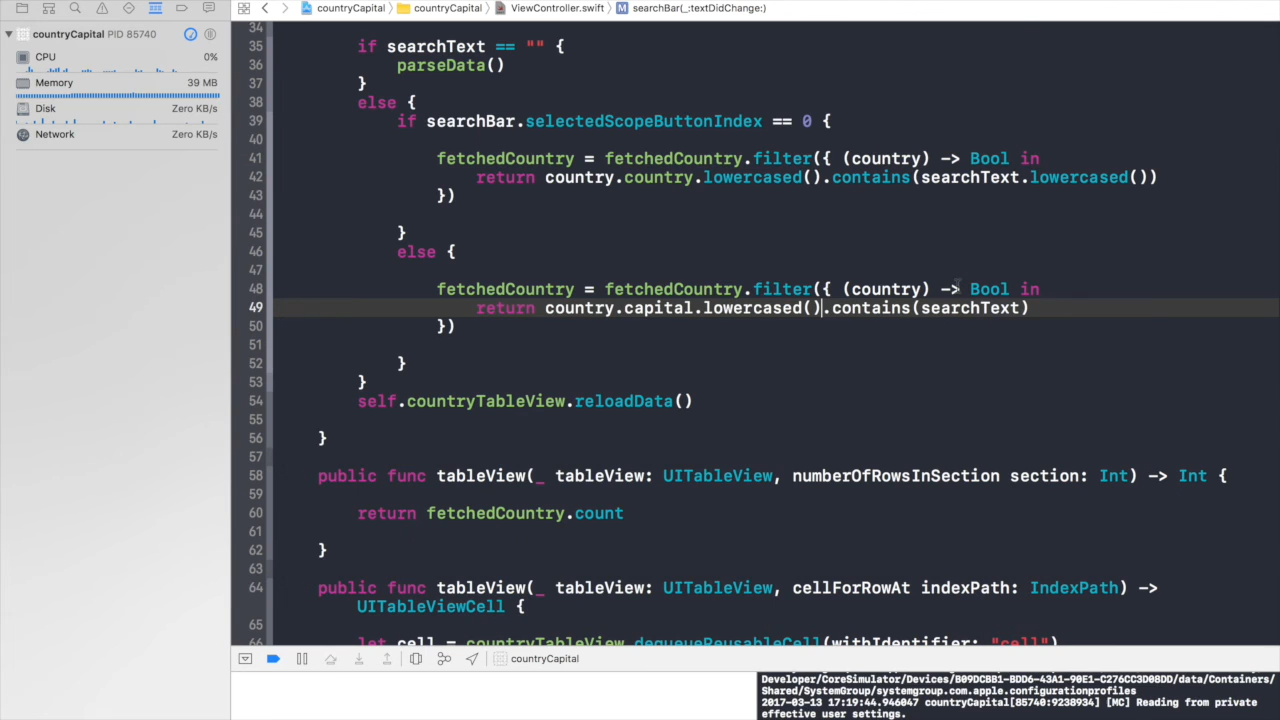 countryCapital
countryCapital
ViewController.swift
searchBar(_:textDidChange:)
countryCapital PID 85740
CPU 0%
Memory 39 MB
Disk Zero KB/s
Network Zero KB/s
34
35 if searchText == "" {
36 parseData()
37 }
38 else {
39 if searchBar.selectedScopeButtonIndex == 0 {
40
41 fetchedCountry = fetchedCountry.filter({ (country) -> Bool in
42 return country.country.lowercased().contains(searchText.lowercased())
43 })
44
45 }
46 else {
47
48 fetchedCountry = fetchedCountry.filter({ (country) -> Bool in
49 return country.capital.lowercased().contains(searchText)
50 })
51
52 }
53 }
54 self.countryTableView.reloadData()
55
56 }
57
58 public func tableView(_ tableView: UITableView, numberOfRowsInSection section: Int) -> Int {
59
60 return fetchedCountry.count
61
62 }
63
64 public func tableView(_ tableView: UITableView, cellForRowAt indexPath: IndexPath) ->
UITableViewCell {
65
66 let cell = countryTableView.dequeueReusableCell(withIdentifier: "cell")
countryCapital
Developer/CoreSimulator/Devices/B09DCBB1-BDD6-43A1-90E1-C276CC3D08DD/data/Containers/
Shared/SystemGroup/systemgroup.com.apple.configurationprofiles
2017-03-13 17:19:44.946047 countryCapital[85740:9238934] [MC] Reading from private
effective user settings.